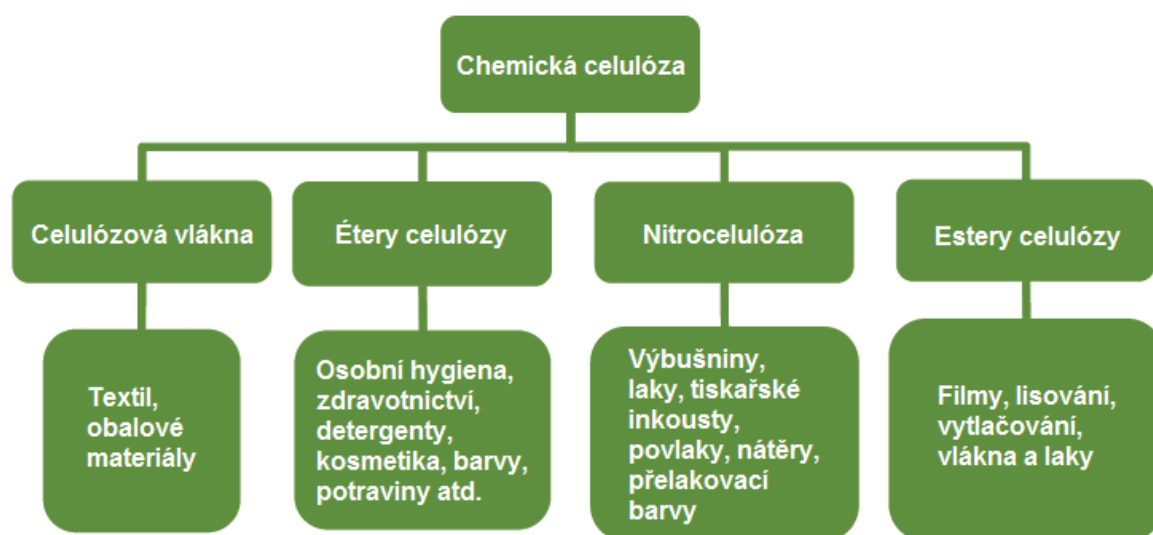 Chemická celulóza
Celulózová vlákna
Étery celulózy
Nitrocelulóza
Estery celulózy
Textil,
obalové
materiály
Osobní hygiena,
zdravotnictví,
detergenty,
kosmetika, barvy,
potraviny atd.
Výbušniny,
laky, tiskařské
inkousty,
povlaky, nátěry,
přelakovací
barvy
Filmy, lisování,
vytlačování,
vlákna a laky